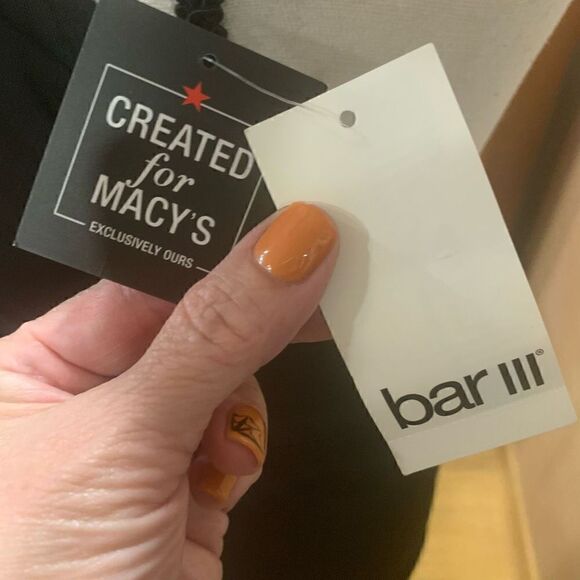 CREATED
for
MACY'S
EXCLUSIVELY OURS
bar III®